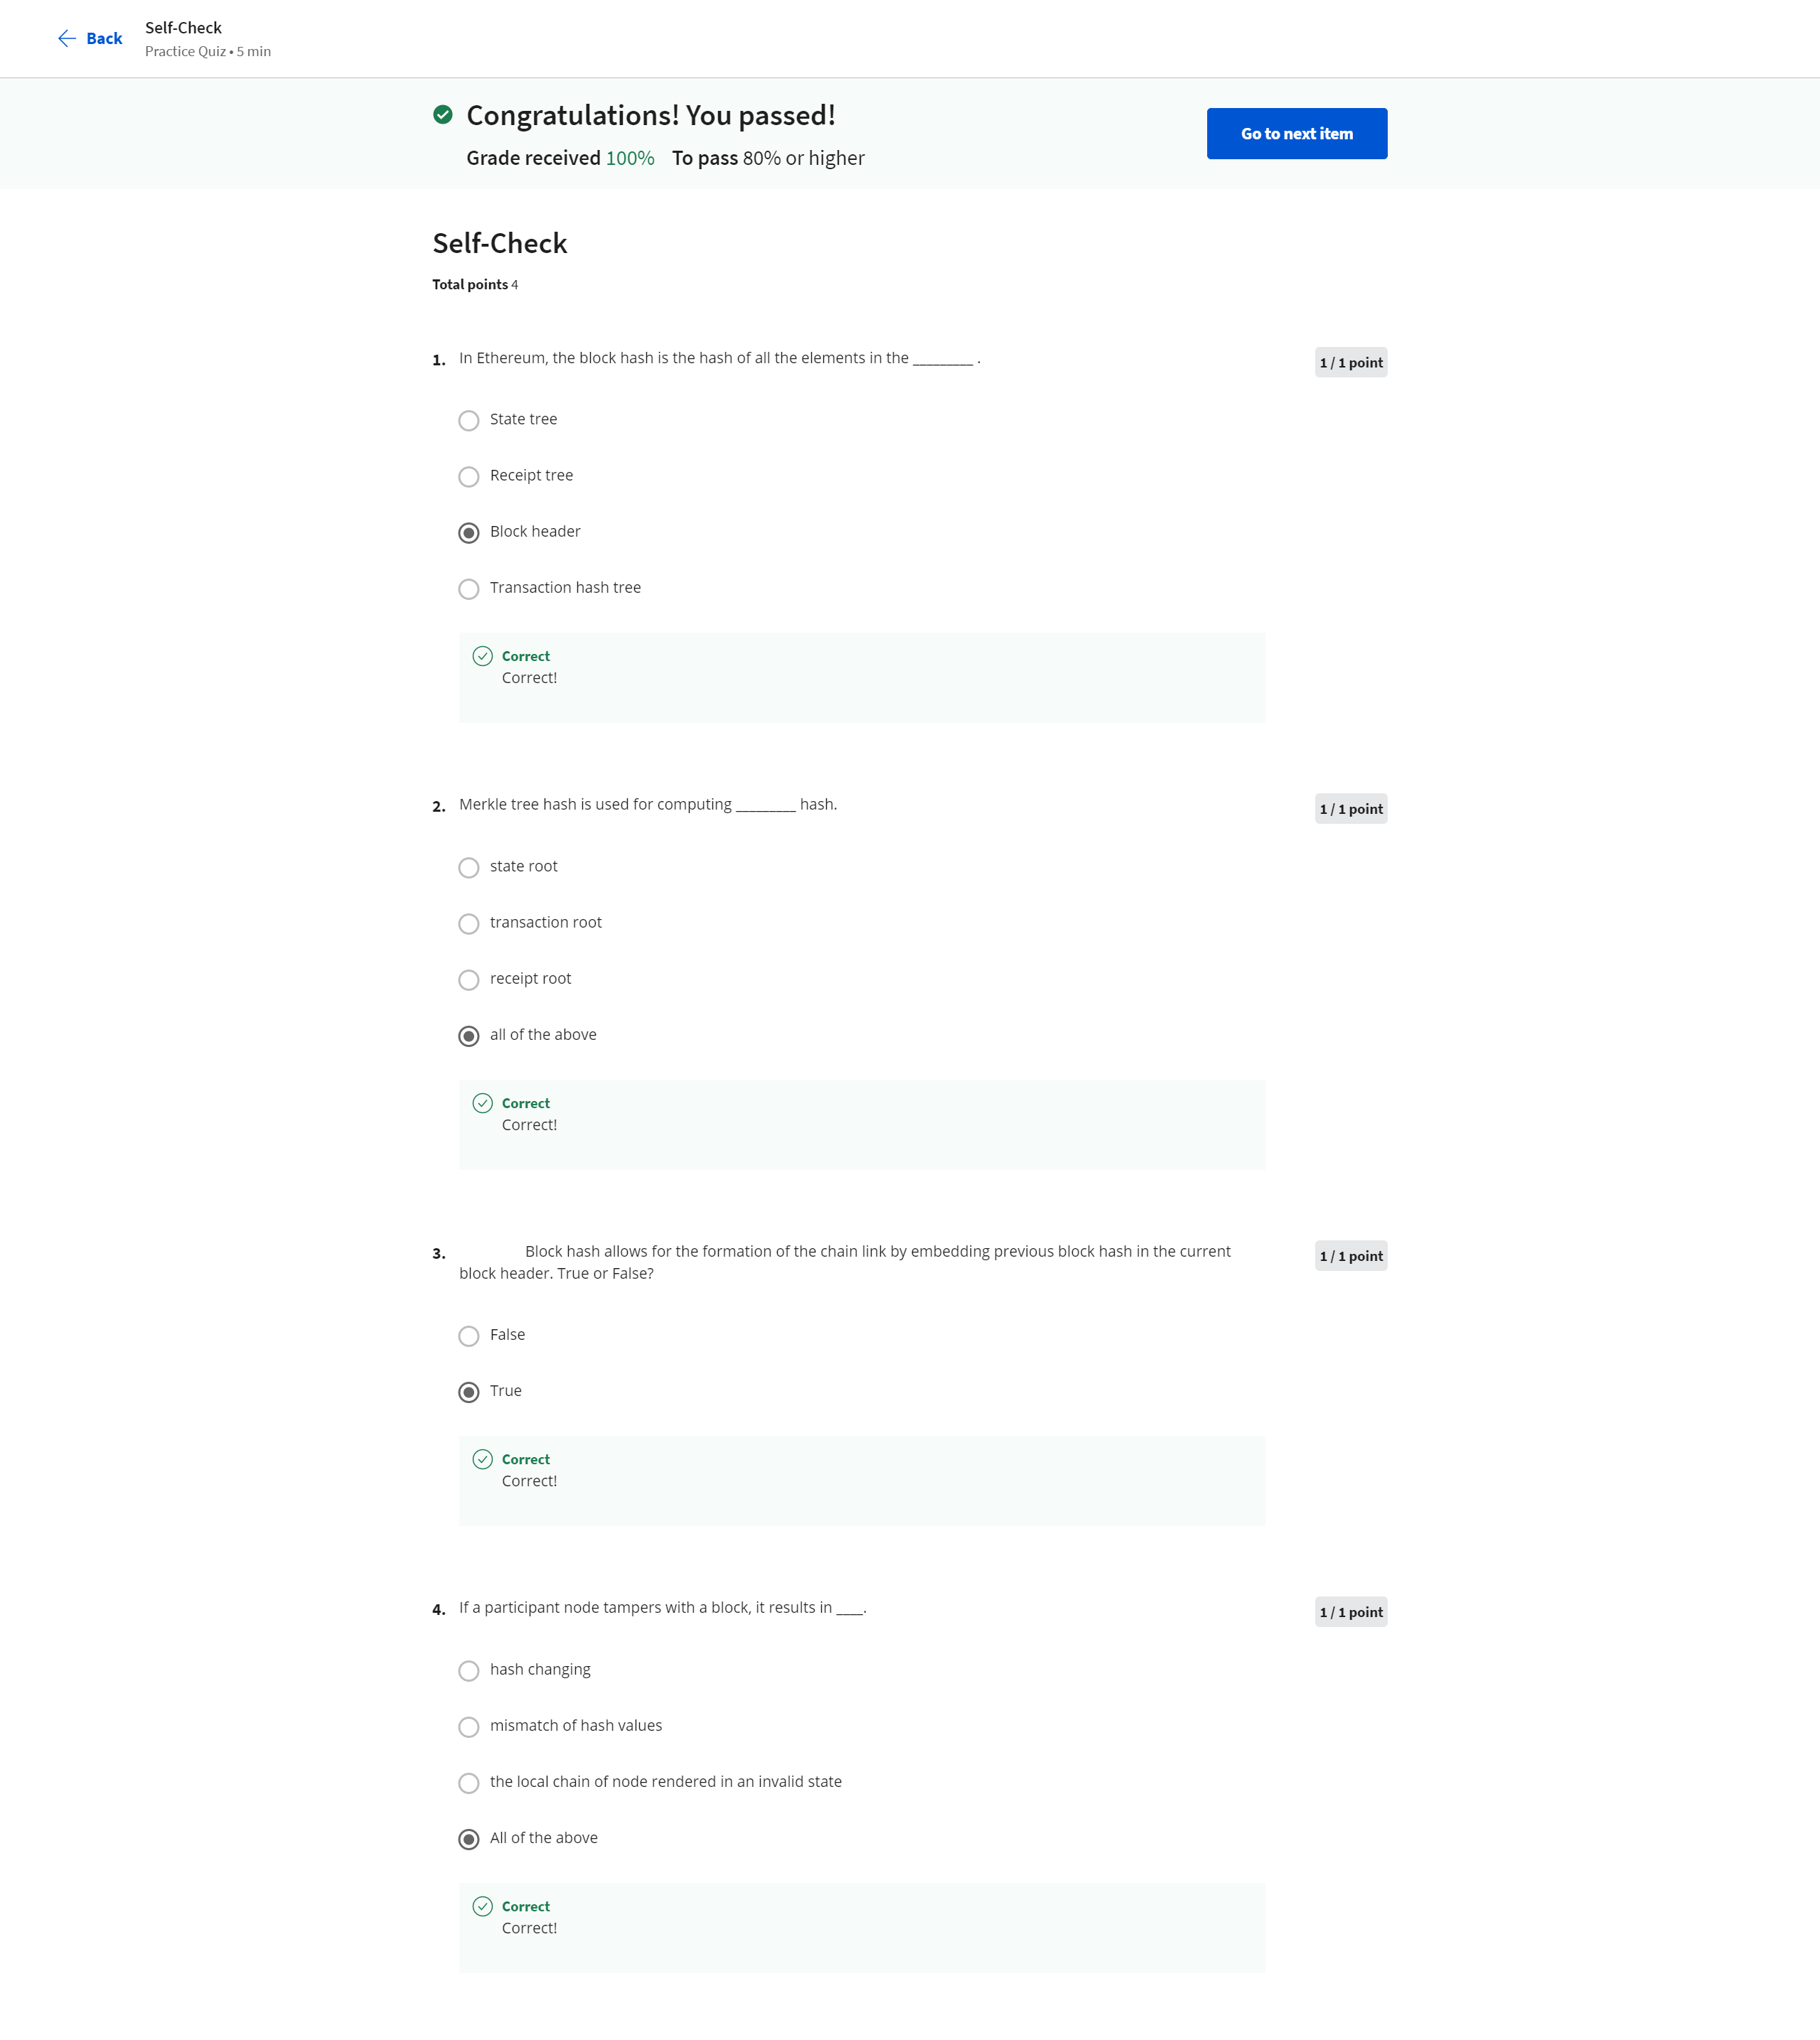 Back
Self-Check
Practice Quiz • 5 min
Congratulations! You passed!
Grade received 100% To pass 80% or higher
Go to next item
Self-Check
Total points 4
1. In Ethereum, the block hash is the hash of all the elements in the _________ .
1 / 1 point
State tree
Receipt tree
Block header
Transaction hash tree
Correct
Correct!
2. Merkle tree hash is used for computing _________ hash.
1 / 1 point
state root
transaction root
receipt root
all of the above
Correct
Correct!
3. Block hash allows for the formation of the chain link by embedding previous block hash in the current
block header. True or False?
1 / 1 point
False
True
Correct
Correct!
4. If a participant node tampers with a block, it results in ____.
1 / 1 point
hash changing
mismatch of hash values
the local chain of node rendered in an invalid state
All of the above
Correct
Correct!